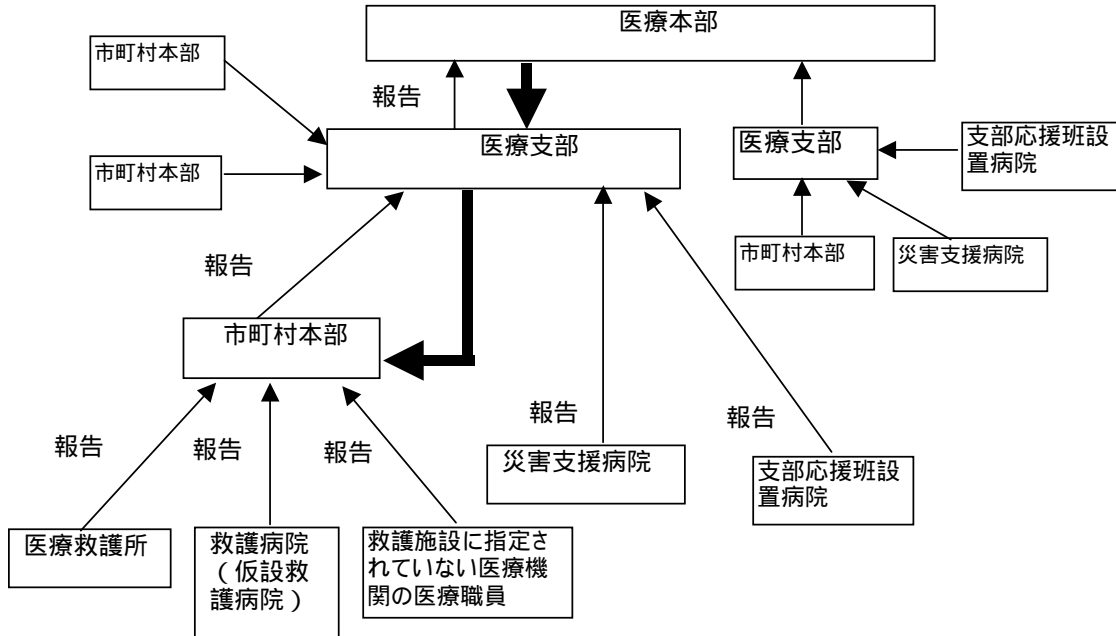 医療本部
市町村本部
報告
医療支部
医療支部
支部応援班設
置病院
市町村本部
市町村本部
災害支援病院
報告
市町村本部
報告
報告
報告
報告
報告
災害支援病院
支部応援班設
置病院
医療救護所
救護病院
（仮設救
護病院）
救護施設に指定さ
れていない医療機
関の医療職員